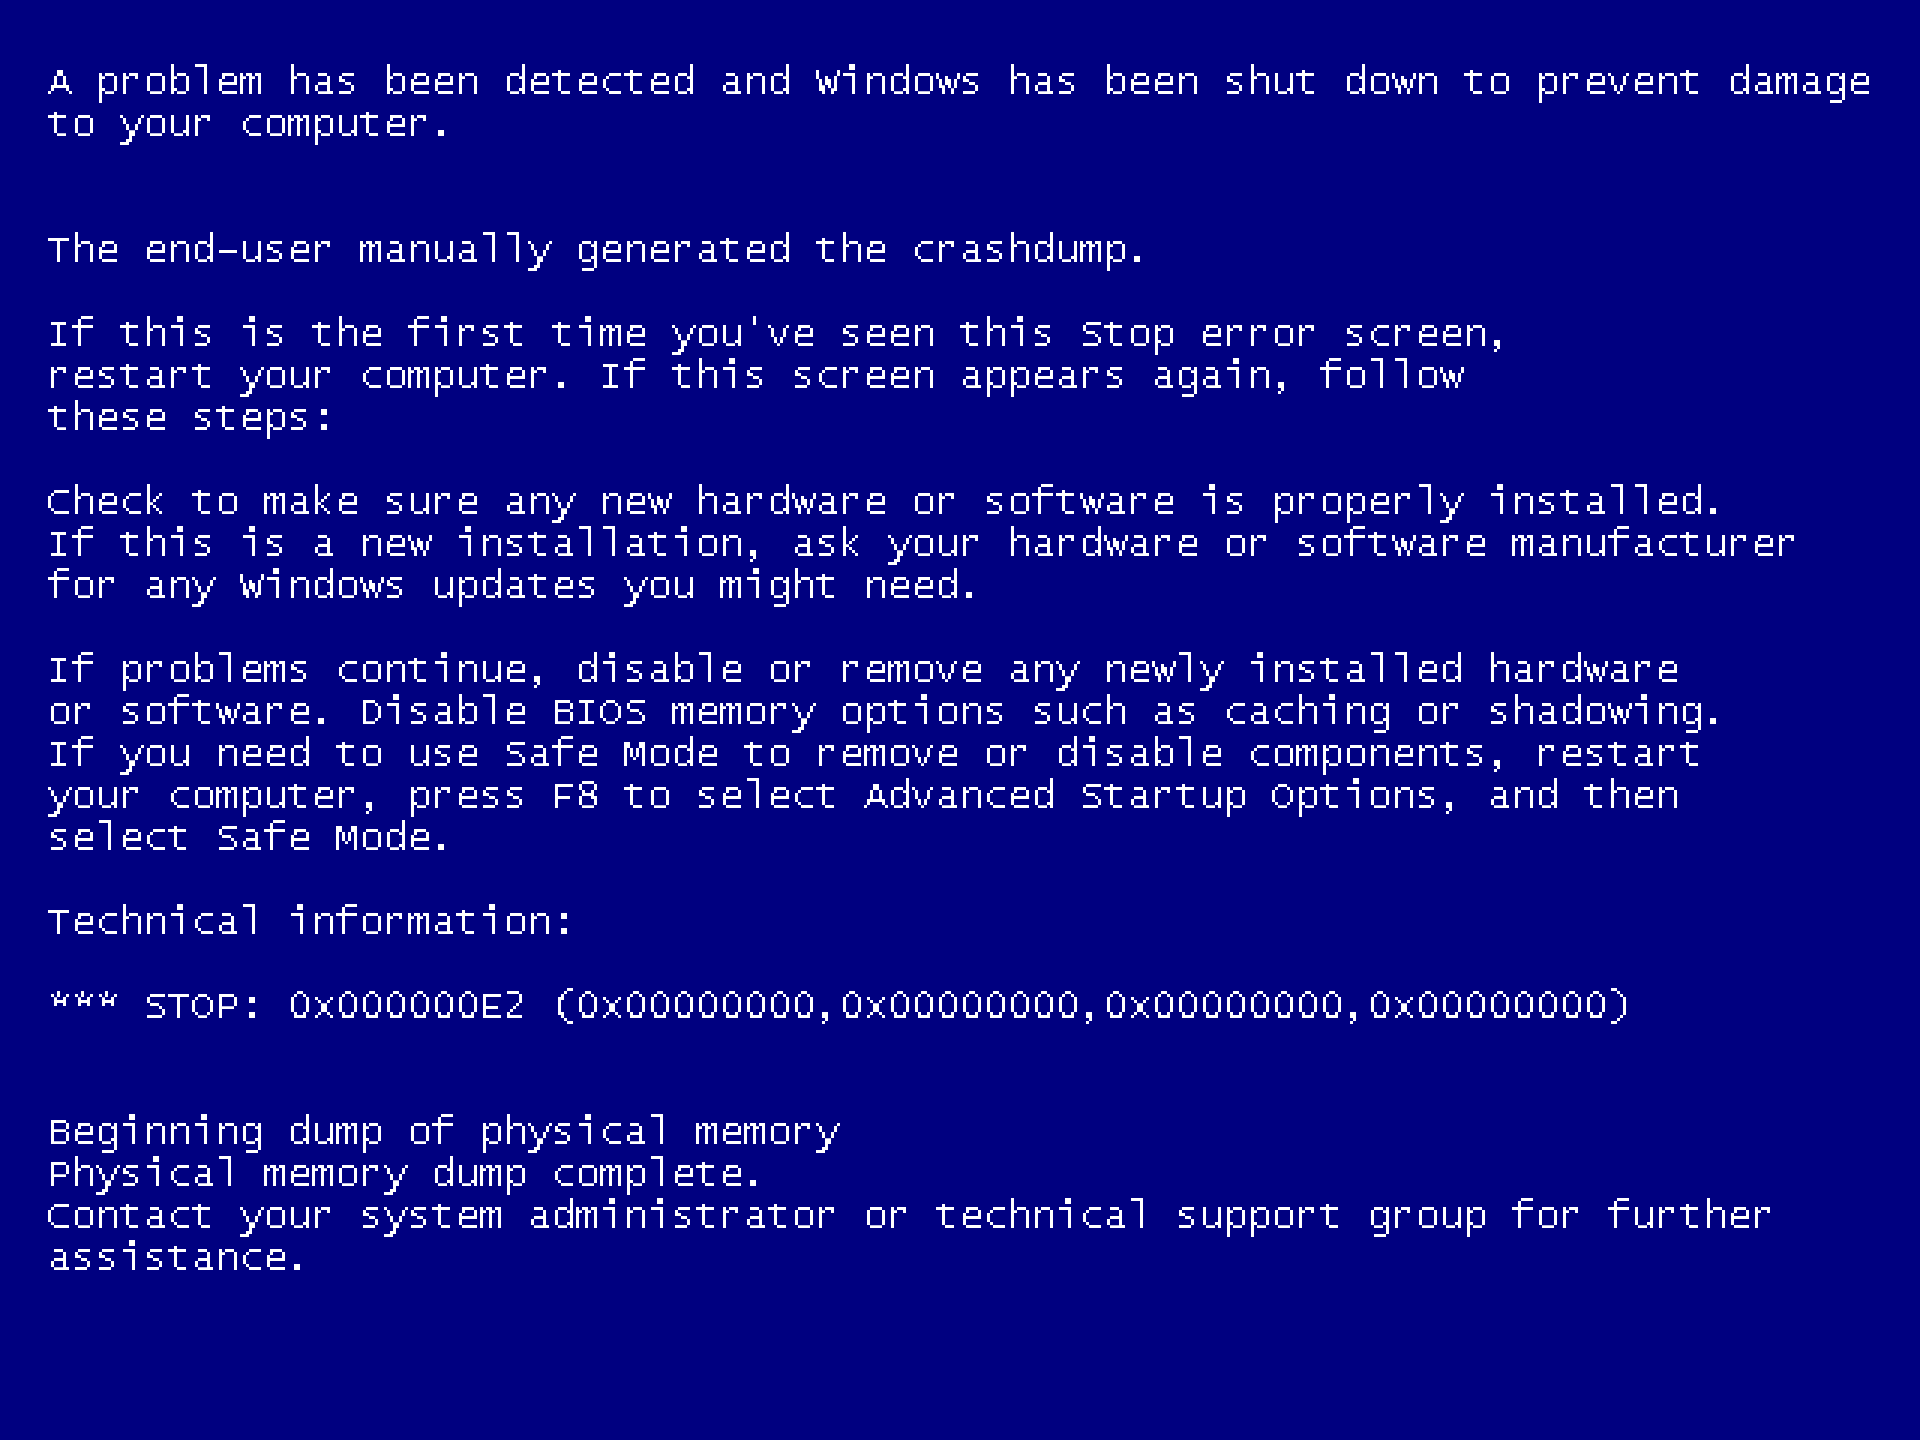 A problem has been detected and Windows has been shut down to prevent damage
to your computer.
The end-user manually generated the crashdump.
If this is the first time you've seen this Stop error screen,
restart your computer. If this screen appears again, follow
these steps:
Check to make sure any new hardware or software is properly installed.
If this is a new installation, ask your hardware or software manufacturer
for any Windows updates you might need.
If problems continue, disable or remove any newly installed hardware
or software. Disable BIOS memory options such as caching or shadowing.
If you need to use Safe Mode to remove or disable components, restart
your computer, press F8 to select Advanced Startup Options, and then
select Safe Mode.
Technical information:
*** STOP: 0x000000E2 (0x00000000,0x00000000,0x00000000,0x00000000)
Beginning dump of physical memory
Physical memory dump complete.
Contact your system administrator or technical support group for further
assistance.